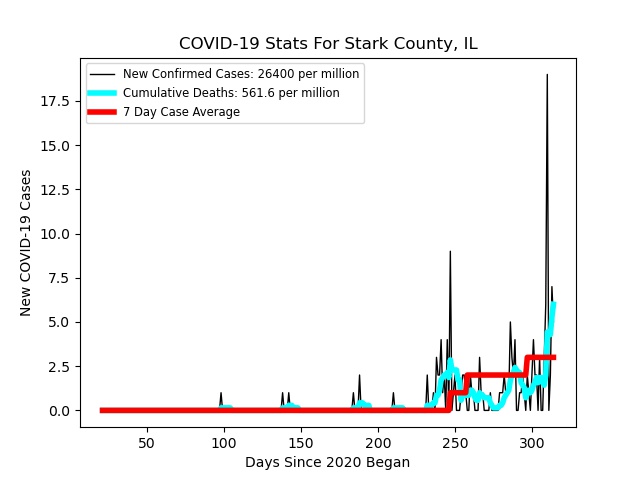 COVID-19 Stats For Stark County, IL
New Confirmed Cases: 26400 per million
Cumulative Deaths: 561.6 per million
7 Day Case Average
New COVID-19 Cases
17.5
15.0
12.5
10.0
7.5
5.0
2.5
0.0
50 100 150 200 250 300
Days Since 2020 Began